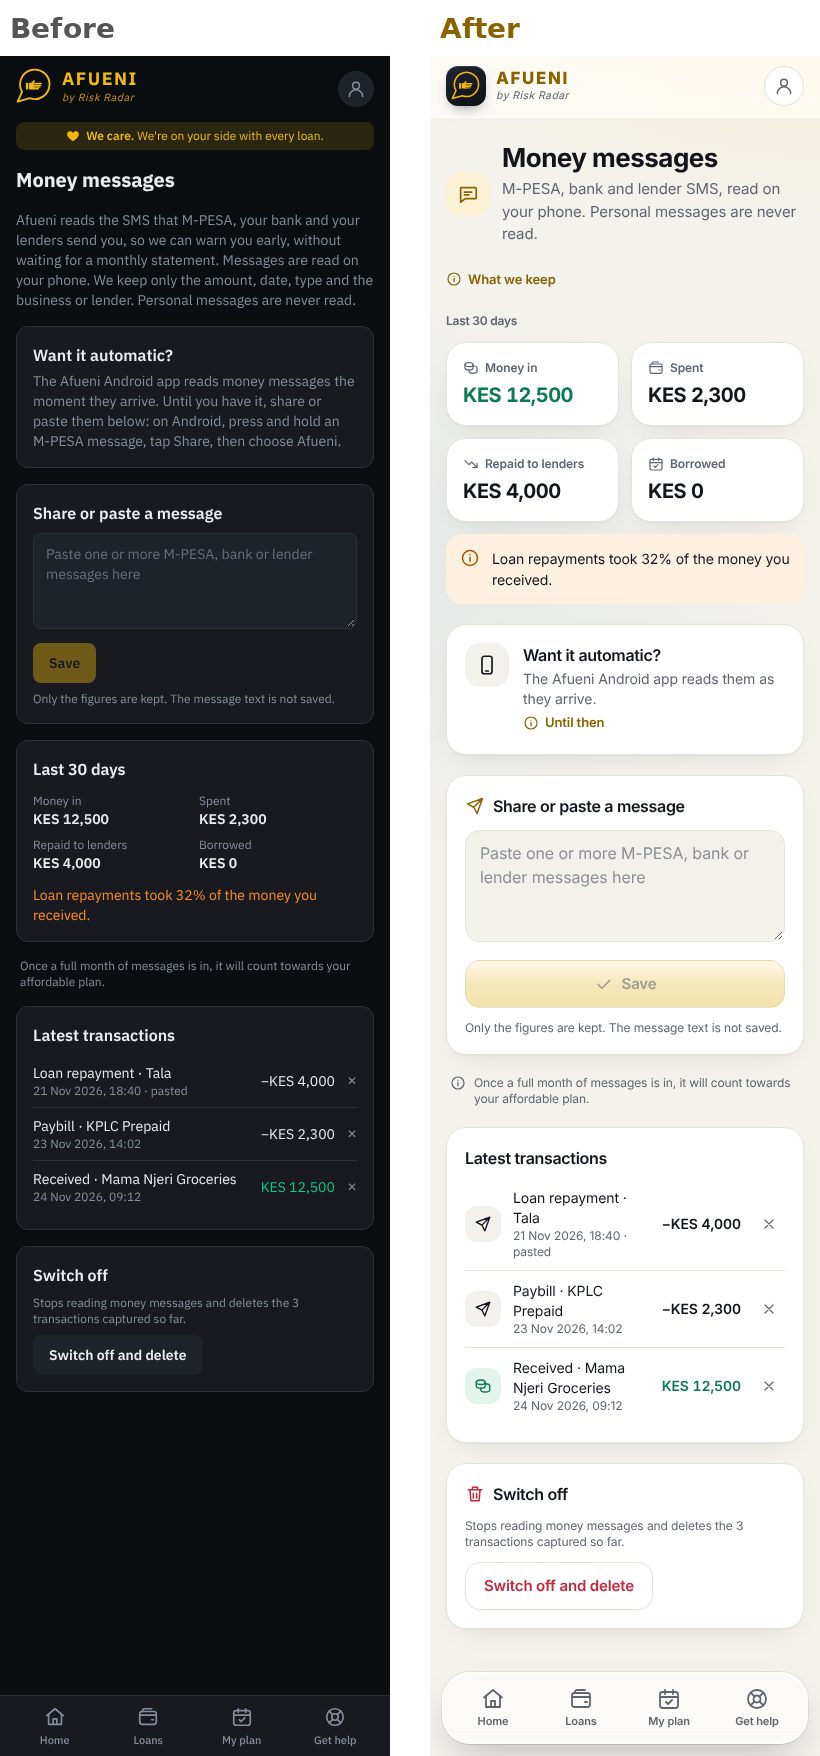 Before
AFUENI
by Risk Radar
We care. We're on your side with every loan.
Money messages
Afueni reads the SMS that M-PESA, your bank and your
lenders send you, so we can warn you early, without
waiting for a monthly statement. Messages are read on
your phone. We keep only the amount, date, type and the
business or lender. Personal messages are never read.
Want it automatic?
The Afueni Android app reads money messages the
moment they arrive. Until you have it, share or
paste them below: on Android, press and hold an
M-PESA message, tap Share, then choose Afueni.
Share or paste a message
Paste one or more M-PESA, bank or lender
messages here
Save
Only the figures are kept. The message text is not saved.
Last 30 days
Money in
KES 12,500
Spent
KES 2,300
Repaid to lenders
KES 4,000
Borrowed
KES 0
Loan repayments took 32% of the money you
received.
Once a full month of messages is in, it will count towards your
affordable plan.
Latest transactions
Loan repayment · Tala
21 Nov 2026, 18:40 · pasted
−KES 4,000 ×
Paybill · KPLC Prepaid
23 Nov 2026, 14:02
−KES 2,300 ×
Received · Mama Njeri Groceries
24 Nov 2026, 09:12
KES 12,500 ×
Switch off
Stops reading money messages and deletes the 3
transactions captured so far.
Switch off and delete
Home Loans My plan Get help
After
AFUENI
by Risk Radar
Money messages
M-PESA, bank and lender SMS, read on
your phone. Personal messages are never
read.
What we keep
Last 30 days
Money in
KES 12,500
Spent
KES 2,300
Repaid to lenders
KES 4,000
Borrowed
KES 0
Loan repayments took 32% of the money you
received.
Want it automatic?
The Afueni Android app reads them as
they arrive.
Until then
Share or paste a message
Paste one or more M-PESA, bank or
lender messages here
Save
Only the figures are kept. The message text is not saved.
Once a full month of messages is in, it will count towards
your affordable plan.
Latest transactions
Loan repayment ·
Tala
21 Nov 2026, 18:40 ·
pasted
−KES 4,000
Paybill · KPLC
Prepaid
23 Nov 2026, 14:02
−KES 2,300
Received · Mama
Njeri Groceries
24 Nov 2026, 09:12
KES 12,500
Switch off
Stops reading money messages and deletes the 3
transactions captured so far.
Switch off and delete
Home Loans My plan Get help